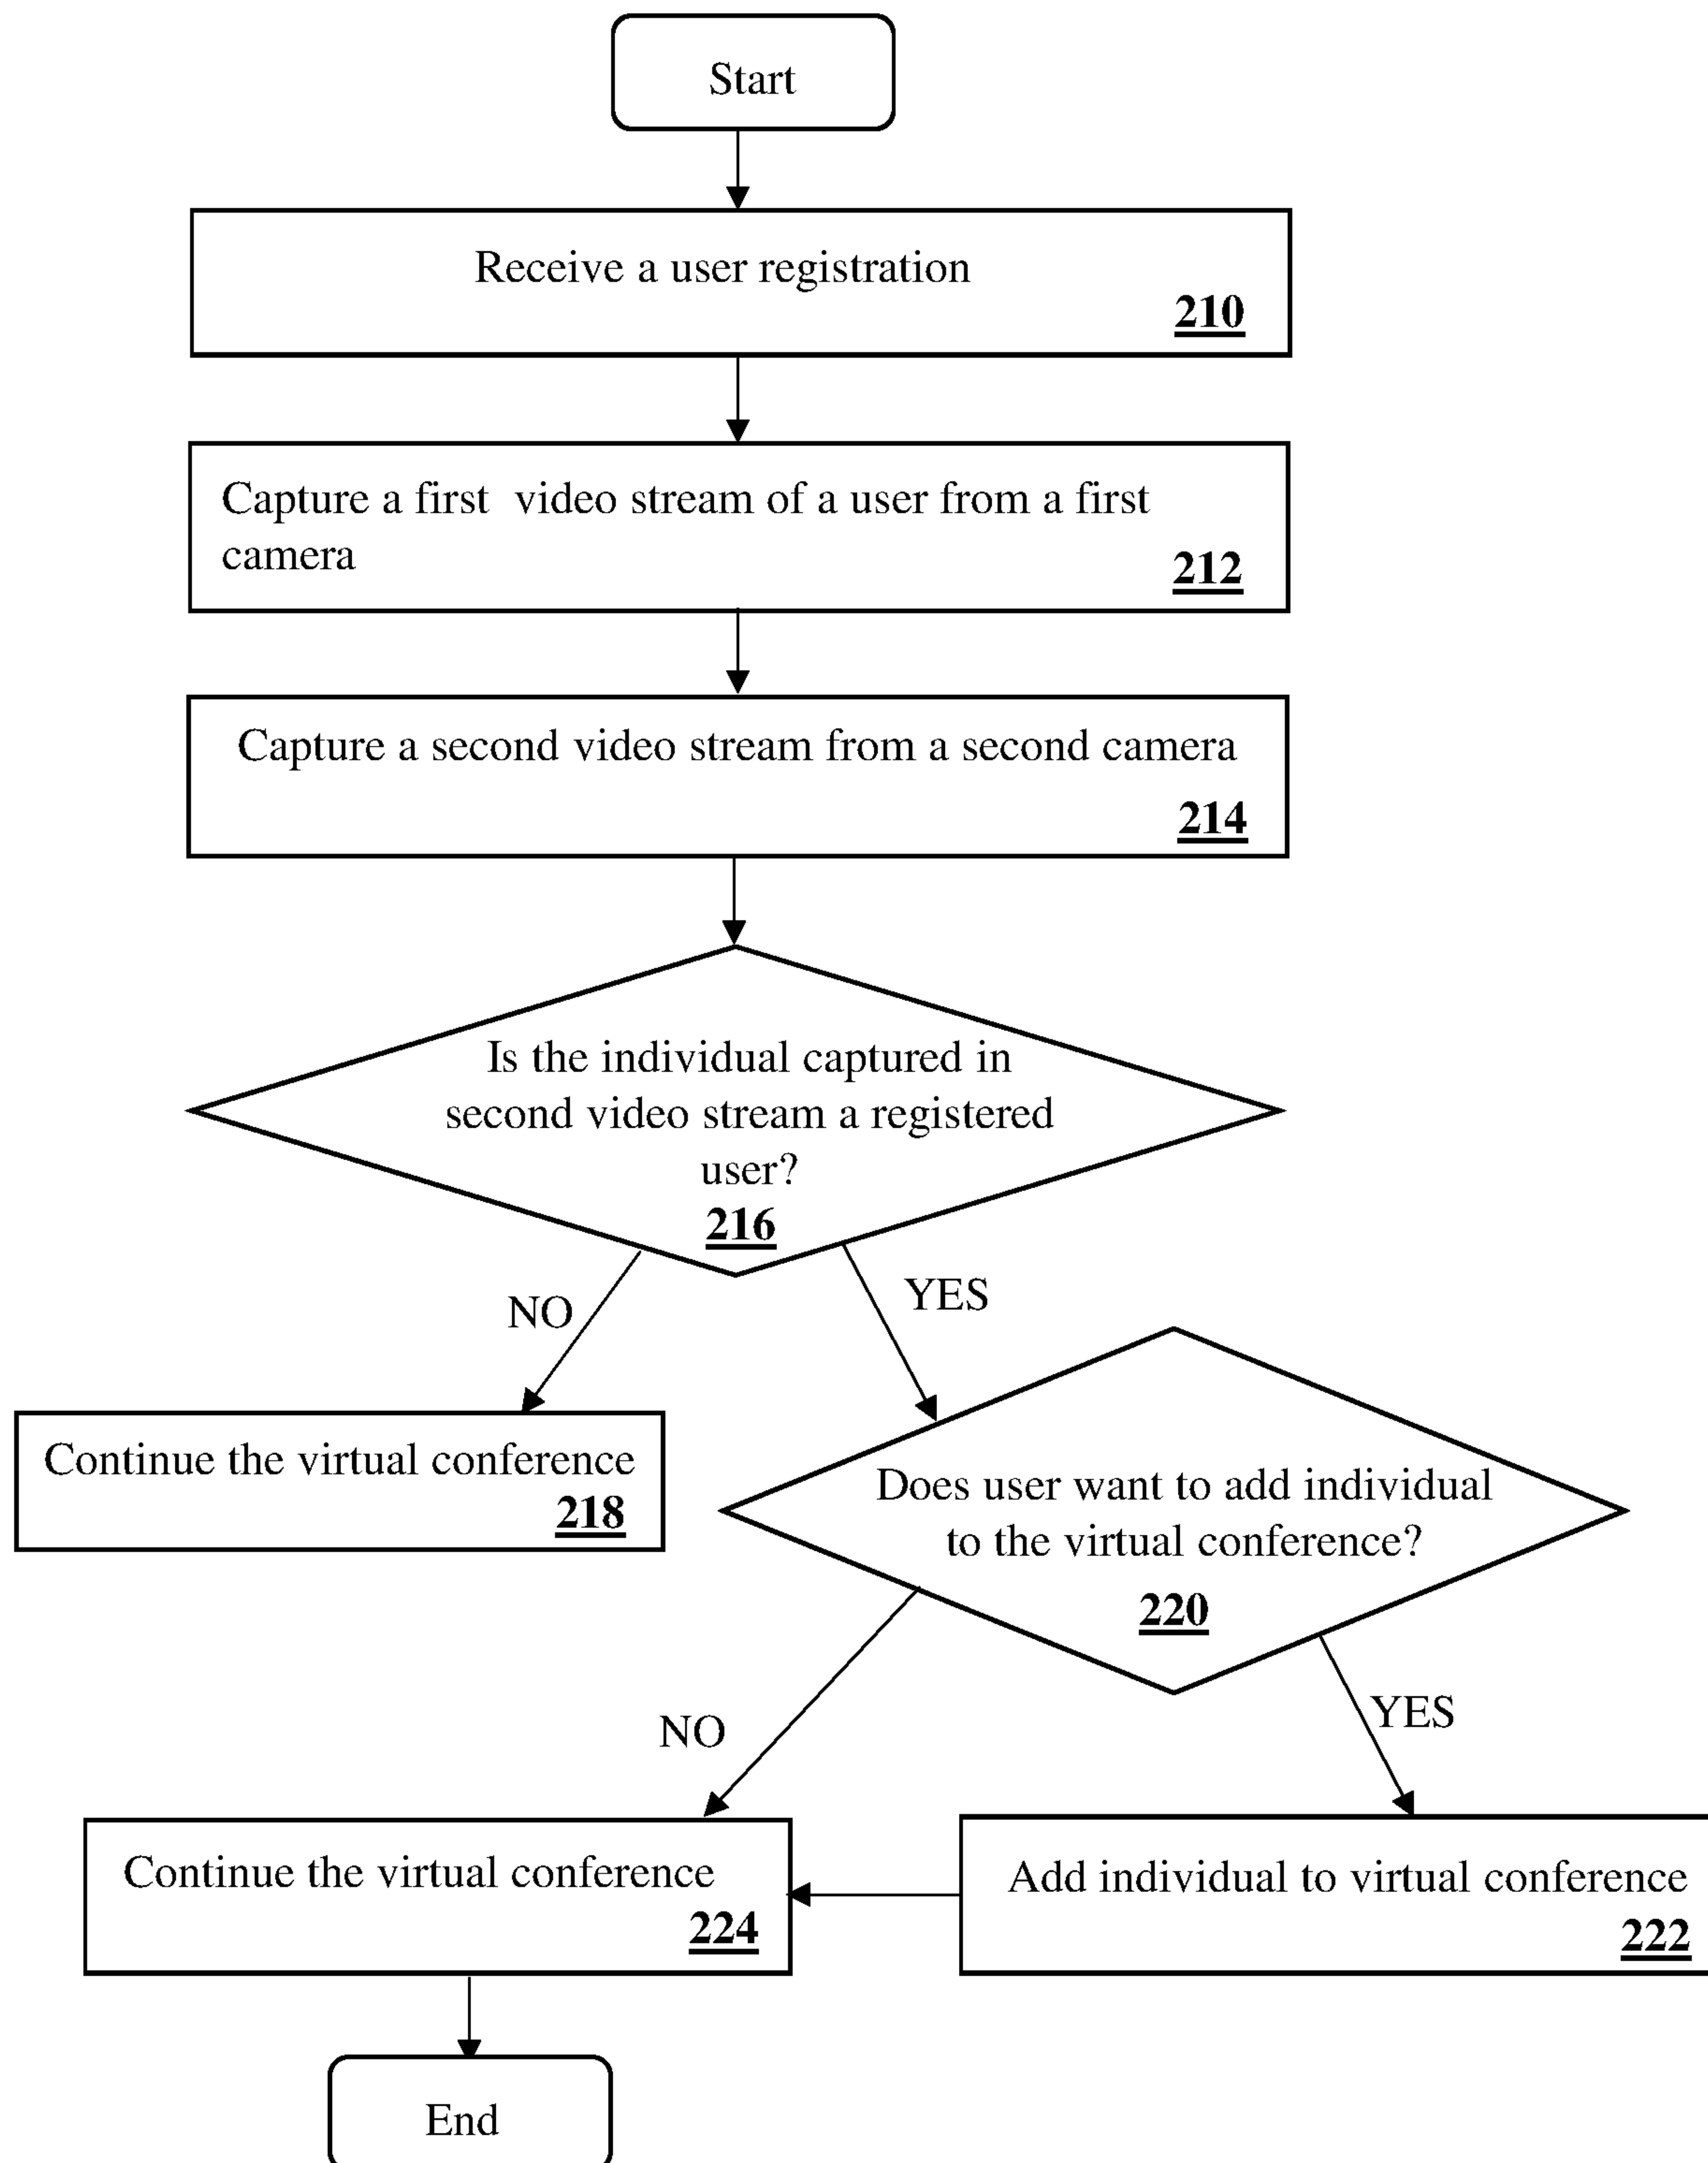 Start
Receive a user registration
210
Capture a first video stream of a user from a first
camera
212
Capture a second video stream from a second camera
214
Is the individual captured in
second video stream a registered
user?
216
NO
YES
Continue the virtual conference
218
Does user want to add individual
to the virtual conference?
220
NO
YES
Continue the virtual conference
224
Add individual to virtual conference
222
End